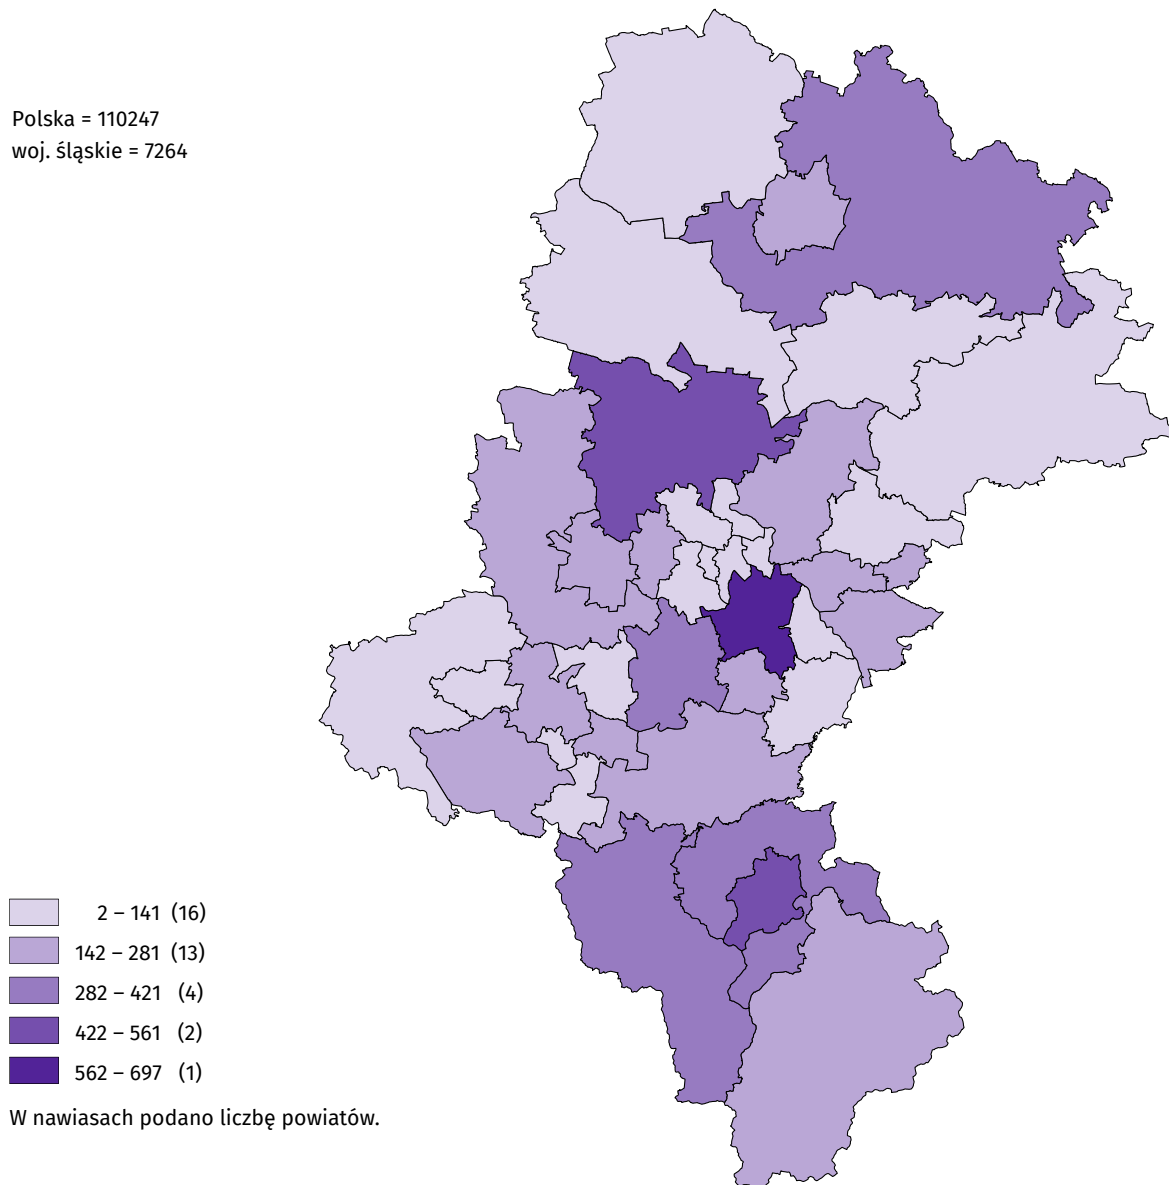 Polska = 110247
woj. śląskie = 7264
2 – 141 (16)
142 – 281 (13)
282 – 421 (4)
422 – 561 (2)
562 – 697 (1)
W nawiasach podano liczbę powiatów.